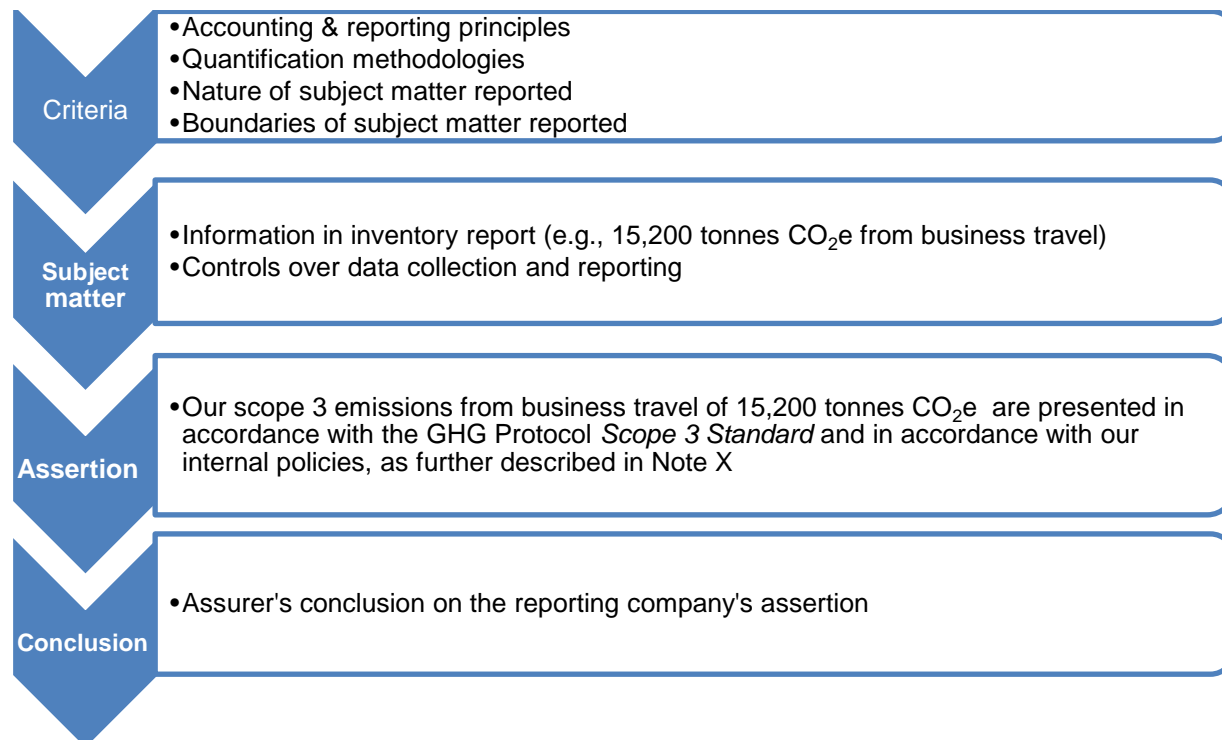 Criteria
•Accounting & reporting principles
•Quantification methodologies
•Nature of subject matter reported
•Boundaries of subject matter reported
Subject
matter
•Information in inventory report (e.g., 15,200 tonnes CO₂e from business travel)
•Controls over data collection and reporting
Assertion
•Our scope 3 emissions from business travel of 15,200 tonnes CO₂e  are presented in
accordance with the GHG Protocol Scope 3 Standard and in accordance with our
internal policies, as further described in Note X
Conclusion
•Assurer's conclusion on the reporting company's assertion